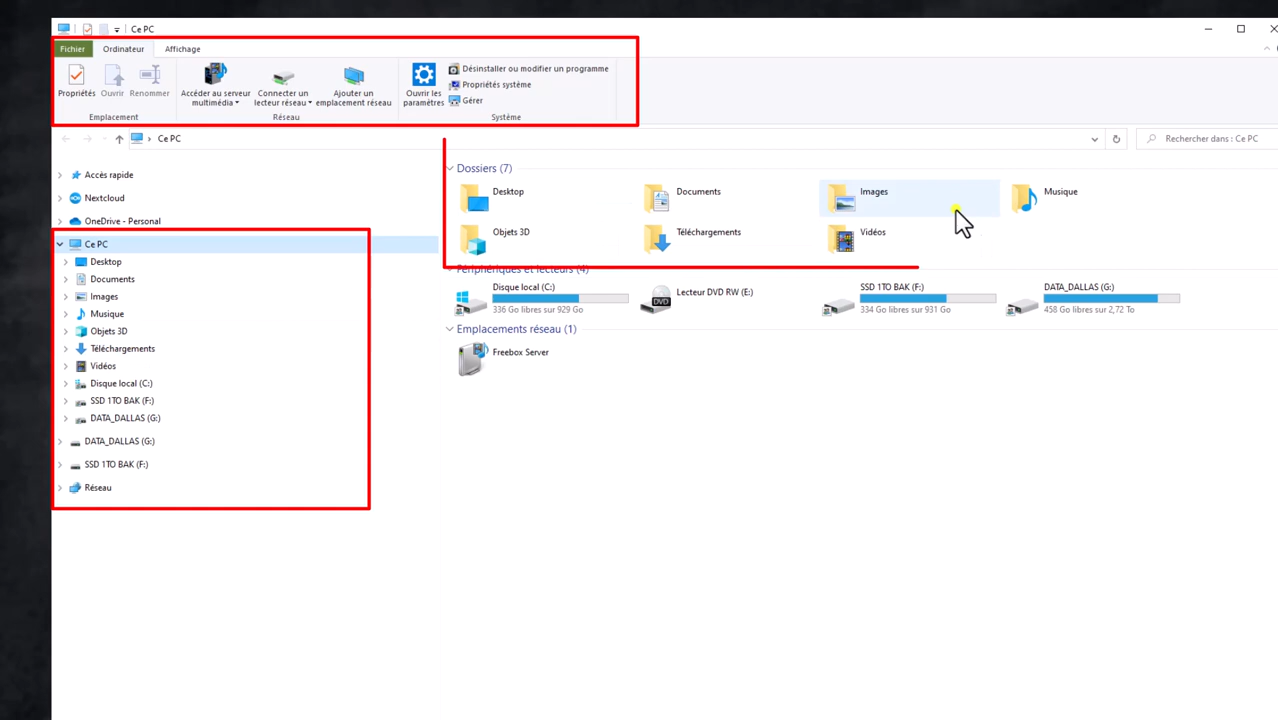 Ce PC
Fichier Ordinateur Affichage
Propriétés Ouvrir Renommer
Emplacement
Accéder au serveur multimédia
Connecter un lecteur réseau
Ajouter un emplacement réseau
Réseau
Ouvrir les paramètres
Désinstaller ou modifier un programme
Propriétés système
Gérer
Système
Ce PC
Rechercher dans : Ce PC
Accès rapide
Nextcloud
OneDrive - Personal
Ce PC
Desktop
Documents
Images
Musique
Objets 3D
Téléchargements
Vidéos
Disque local (C:)
SSD 1TO BAK (F:)
DATA_DALLAS (G:)
DATA_DALLAS (G:)
SSD 1TO BAK (F:)
Réseau
Dossiers (7)
Desktop
Documents
Images
Musique
Objets 3D
Téléchargements
Vidéos
Périphériques et lecteurs (4)
Disque local (C:)
336 Go libres sur 929 Go
Lecteur DVD RW (E:)
SSD 1TO BAK (F:)
334 Go libres sur 931 Go
DATA_DALLAS (G:)
458 Go libres sur 2,72 To
Emplacements réseau (1)
Freebox Server